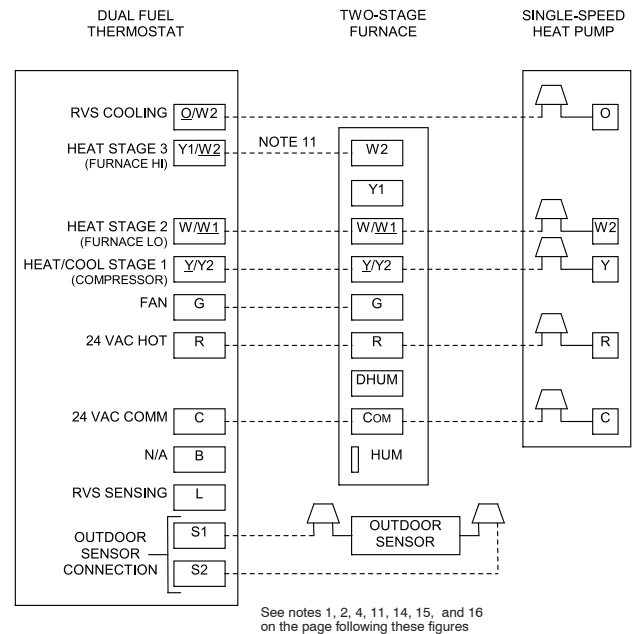 DUAL FUEL
THERMOSTAT
TWO-STAGE
FURNACE
SINGLE-SPEED
HEAT PUMP
RVS COOLING O/W2 O
HEAT STAGE 3
(FURNACE HI)
Y1/W2 NOTE 11 W2
Y1
HEAT STAGE 2
(FURNACE LO)
W/W1 W/W1 W2
HEAT/COOL STAGE 1
(COMPRESSOR)
Y/Y2 Y/Y2 Y
FAN G G
24 VAC HOT R R R
DHUM
24 VAC COMM C COM C
N/A B HUM
RVS SENSING L
OUTDOOR
SENSOR
CONNECTION
S1
S2
OUTDOOR
SENSOR
See notes 1, 2, 4, 11, 14, 15, and 16
on the page following these figures